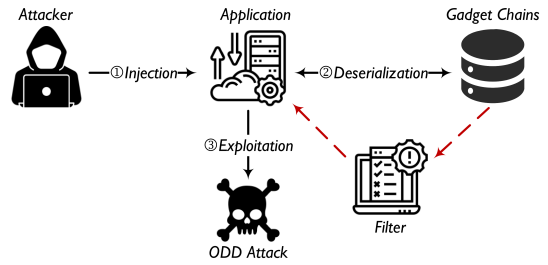 Attacker
Application
Gadget Chains
①Injection
②Deserialization
③Exploitation
Filter
ODD Attack